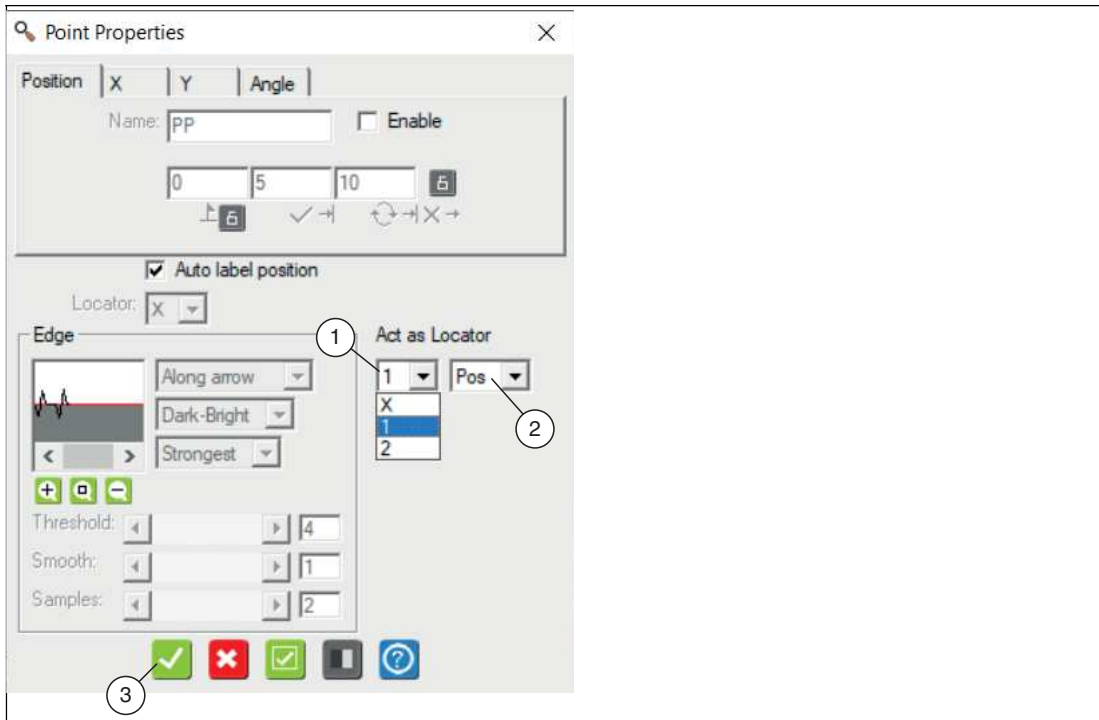 Point Properties
Position X Y Angle
Name: PP Enable
0 5 10
Auto label position
Locator: X
Edge
1
Act as Locator
Along arrow
1 Pos
Dark-Bright
X
1
2
2
Strongest
Threshold: 4
Smooth: 1
Samples: 2
3